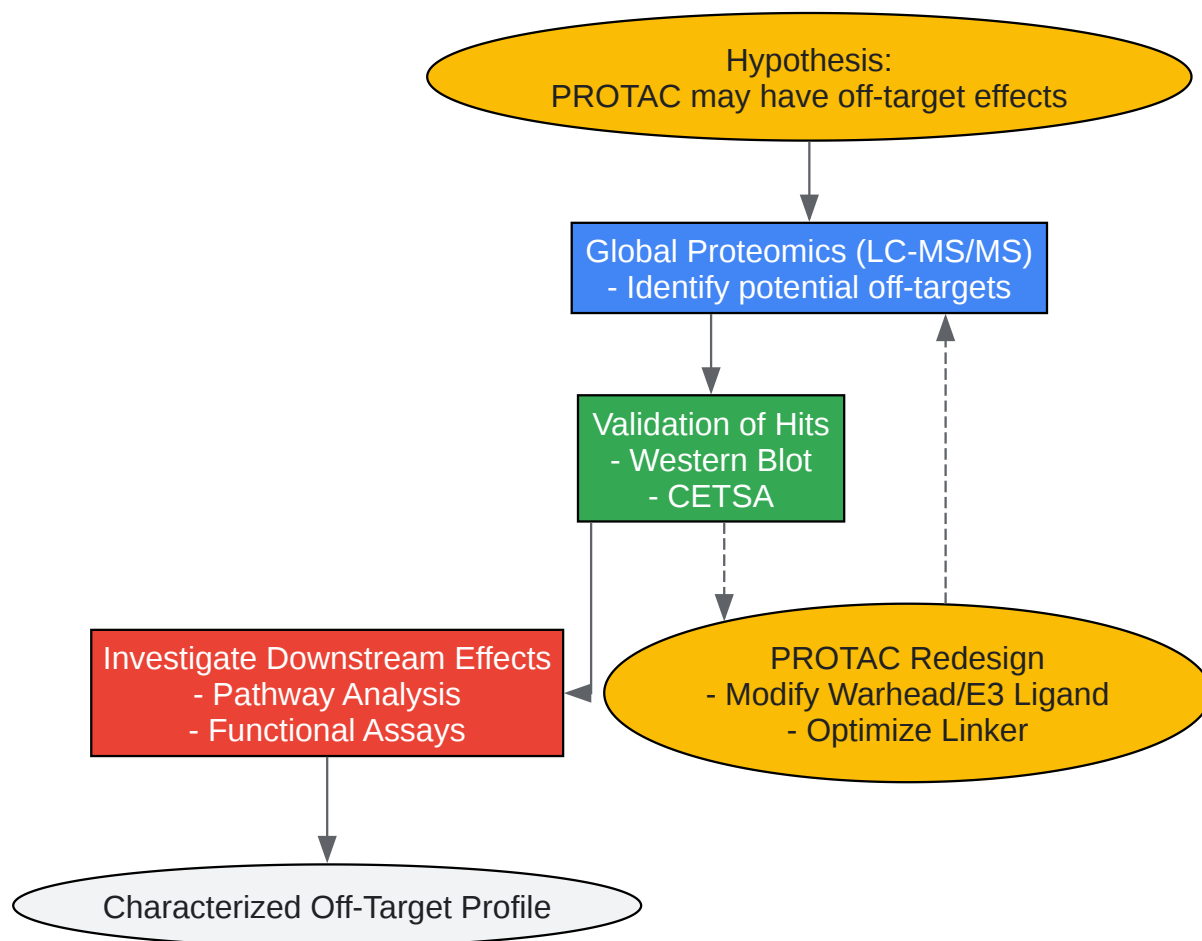 Hypothesis:
PROTAC may have off-target effects
Global Proteomics (LC-MS/MS)
- Identify potential off-targets
Validation of Hits
- Western Blot
- CETSA
Investigate Downstream Effects
- Pathway Analysis
- Functional Assays
PROTAC Redesign
- Modify Warhead/E3 Ligand
- Optimize Linker
Characterized Off-Target Profile